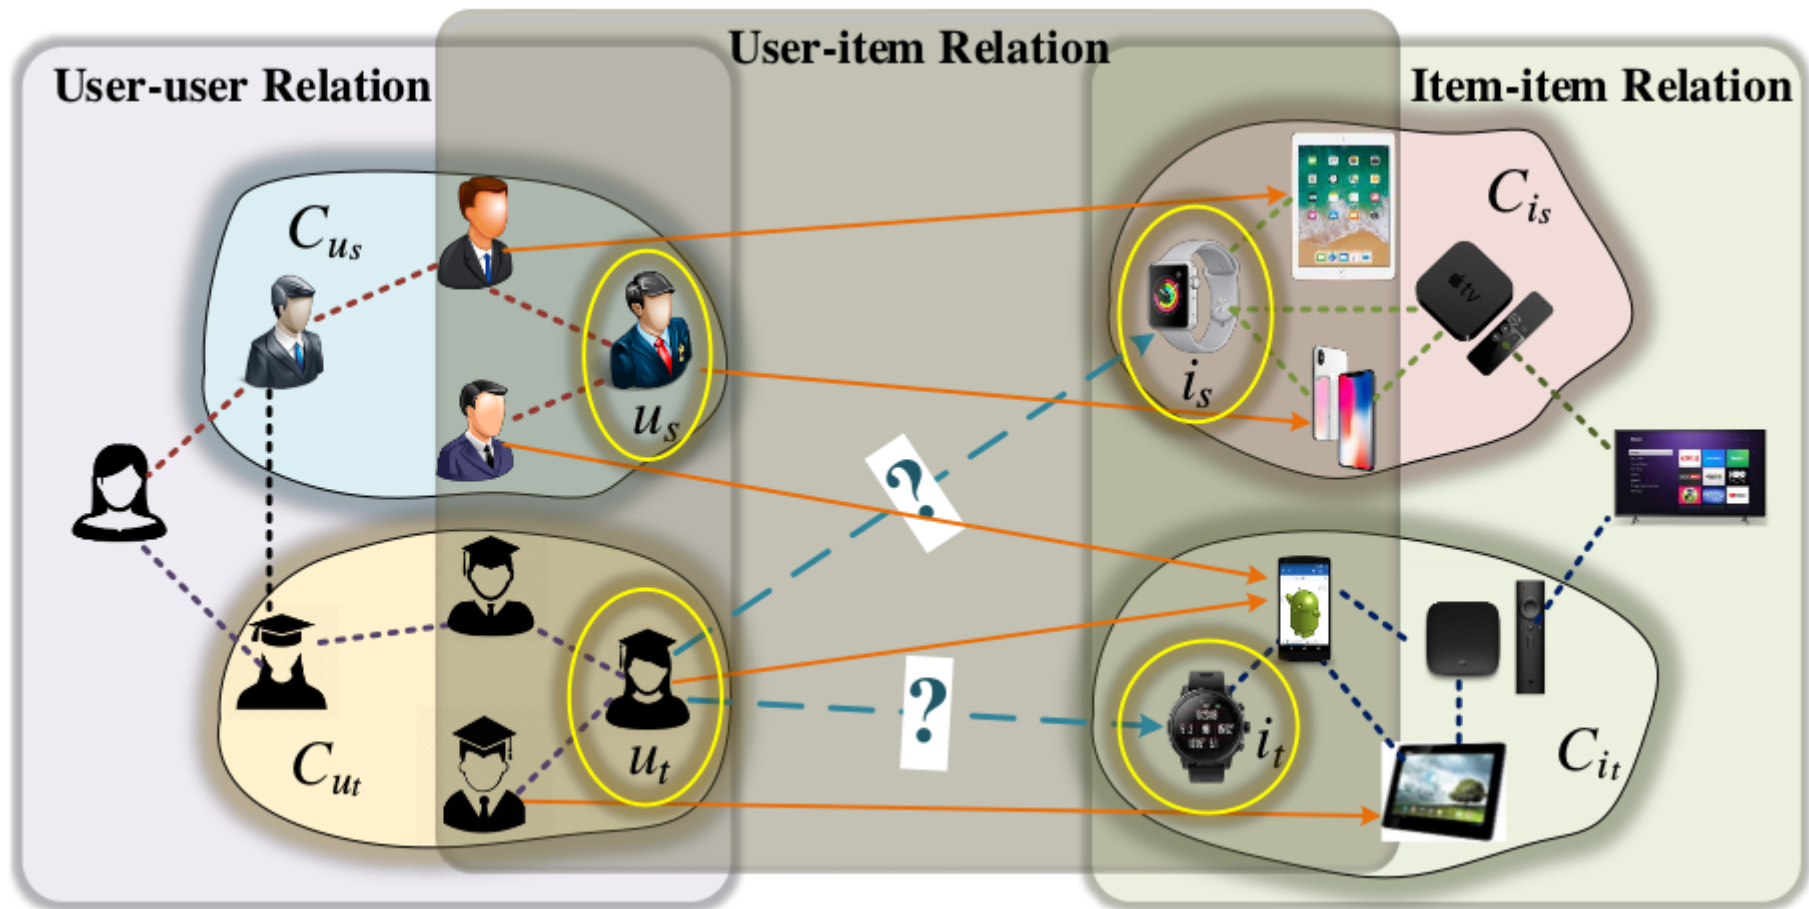 User-item Relation
User-user Relation
Item-item Relation
C_{u_s}
C_{i_s}
tv
i_s
u_s
?
?
u_t
i_t
C_{u_t}
C_{i_t}